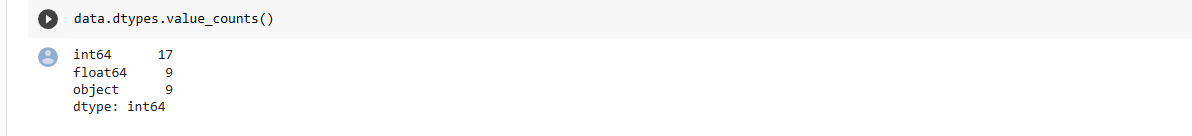 data.dtypes.value_counts()
int64      17
float64     9
object      9
dtype: int64